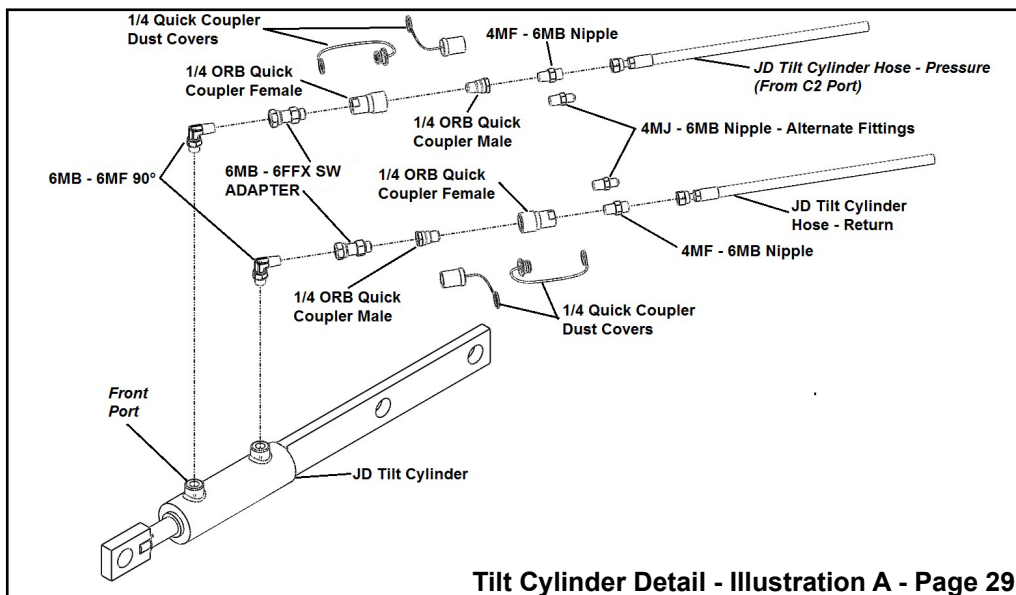 1/4 Quick Coupler
Dust Covers
4MF - 6MB Nipple
1/4 ORB Quick
Coupler Female
JD Tilt Cylinder Hose - Pressure
(From C2 Port)
1/4 ORB Quick
Coupler Male
4MJ - 6MB Nipple - Alternate Fittings
6MB - 6MF 90°
6MB - 6FFX SW
ADAPTER
1/4 ORB Quick
Coupler Female
JD Tilt Cylinder
Hose - Return
4MF - 6MB Nipple
1/4 ORB Quick
Coupler Male
1/4 Quick Coupler
Dust Covers
Front
Port
JD Tilt Cylinder
Tilt Cylinder Detail - Illustration A - Page 29